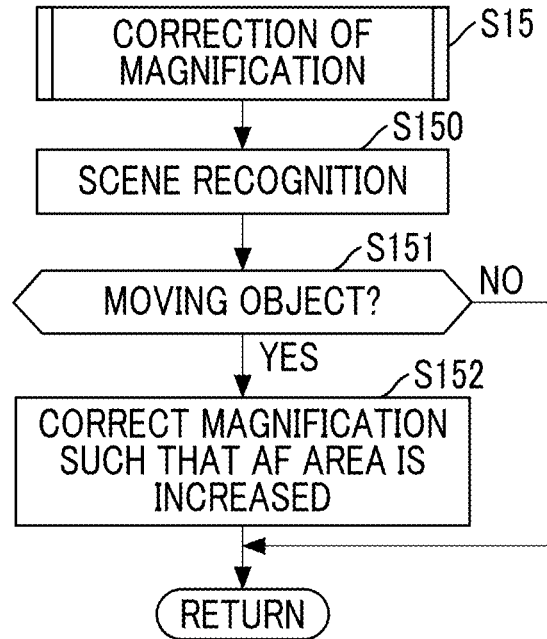 CORRECTION OF
MAGNIFICATION
S15
S150
SCENE RECOGNITION
S151
MOVING OBJECT?
NO
YES
S152
CORRECT MAGNIFICATION
SUCH THAT AF AREA IS
INCREASED
RETURN